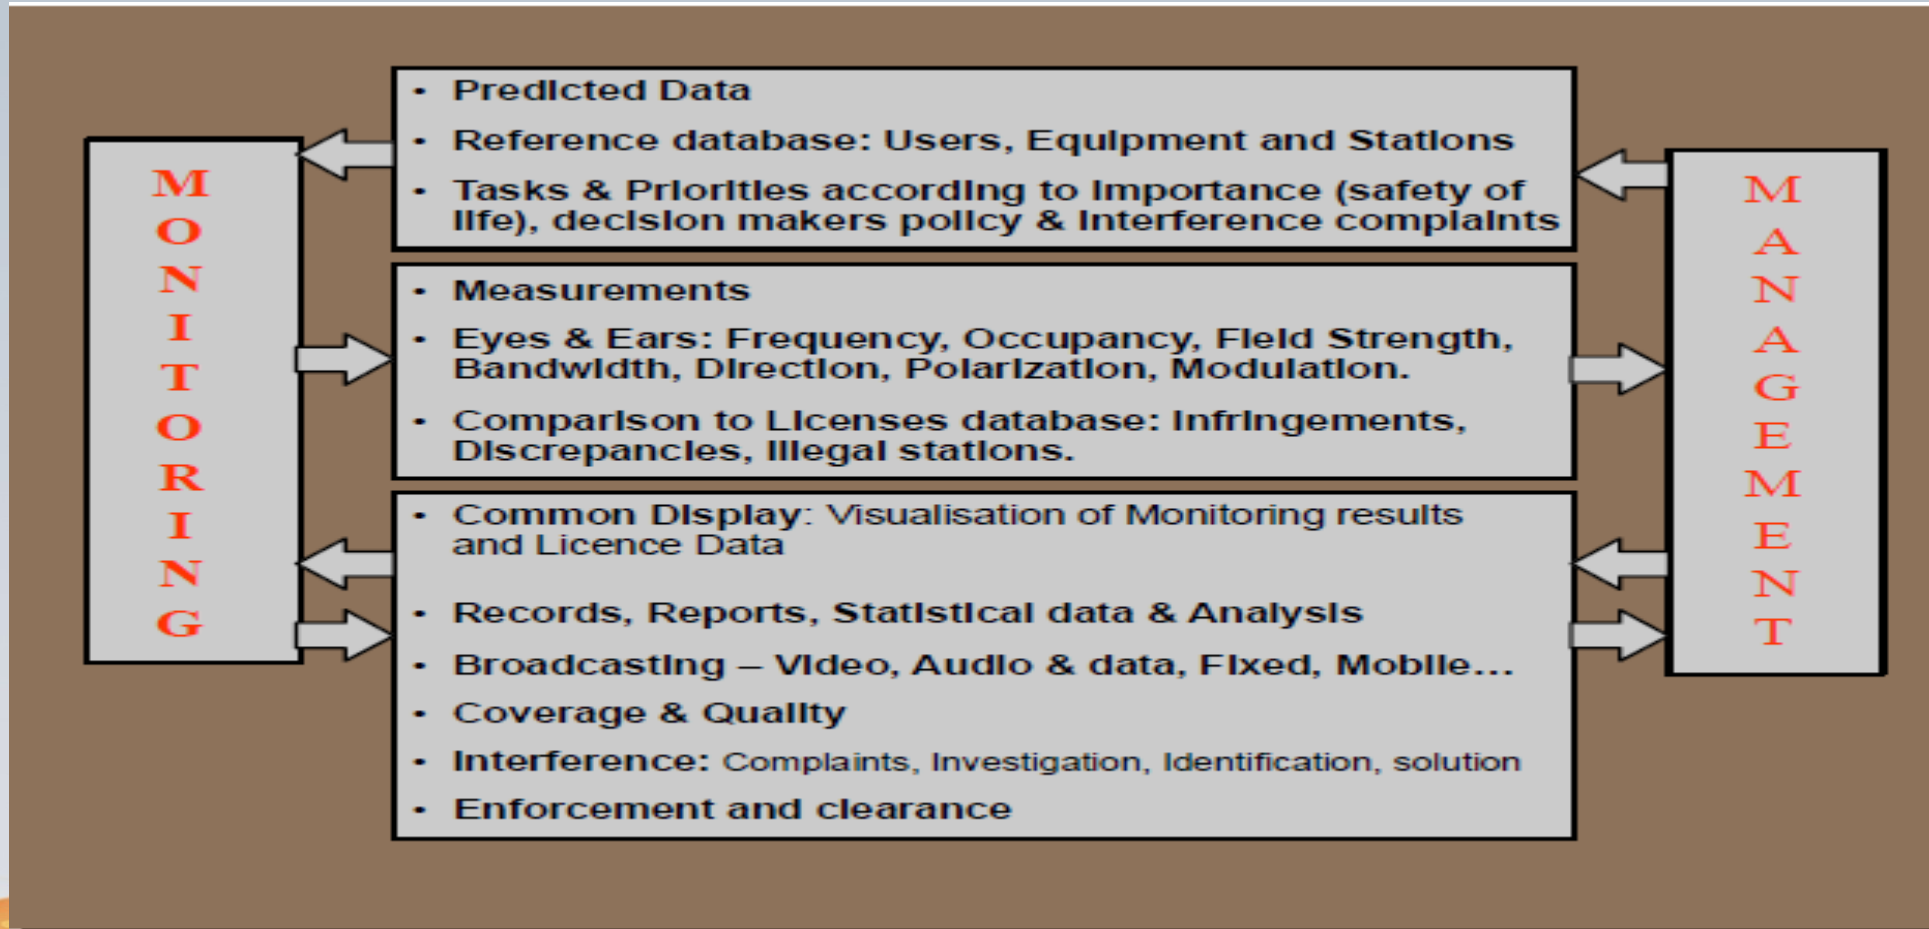 MONITORING
• Predicted Data
• Reference database: Users, Equipment and Stations
• Tasks & Priorities according to importance (safety of
life), decision makers policy & interference complaints
• Measurements
• Eyes & Ears: Frequency, Occupancy, Field Strength,
Bandwidth, Direction, Polarization, Modulation.
• Comparison to Licenses database: Infringements,
Discrepancies, Illegal stations.
• Common Display: Visualisation of Monitoring results
and Licence Data
• Records, Reports, Statistical data & Analysis
• Broadcasting – Video, Audio & data, Fixed, Mobile...
• Coverage & Quality
• Interference: Complaints, Investigation, Identification, solution
• Enforcement and clearance
MANAGEMENT